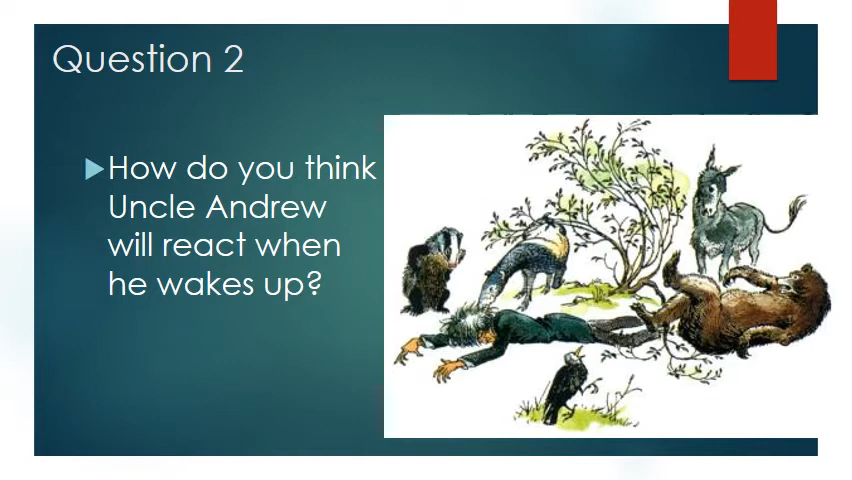 Question 2
How do you think
Uncle Andrew
will react when
he wakes up?